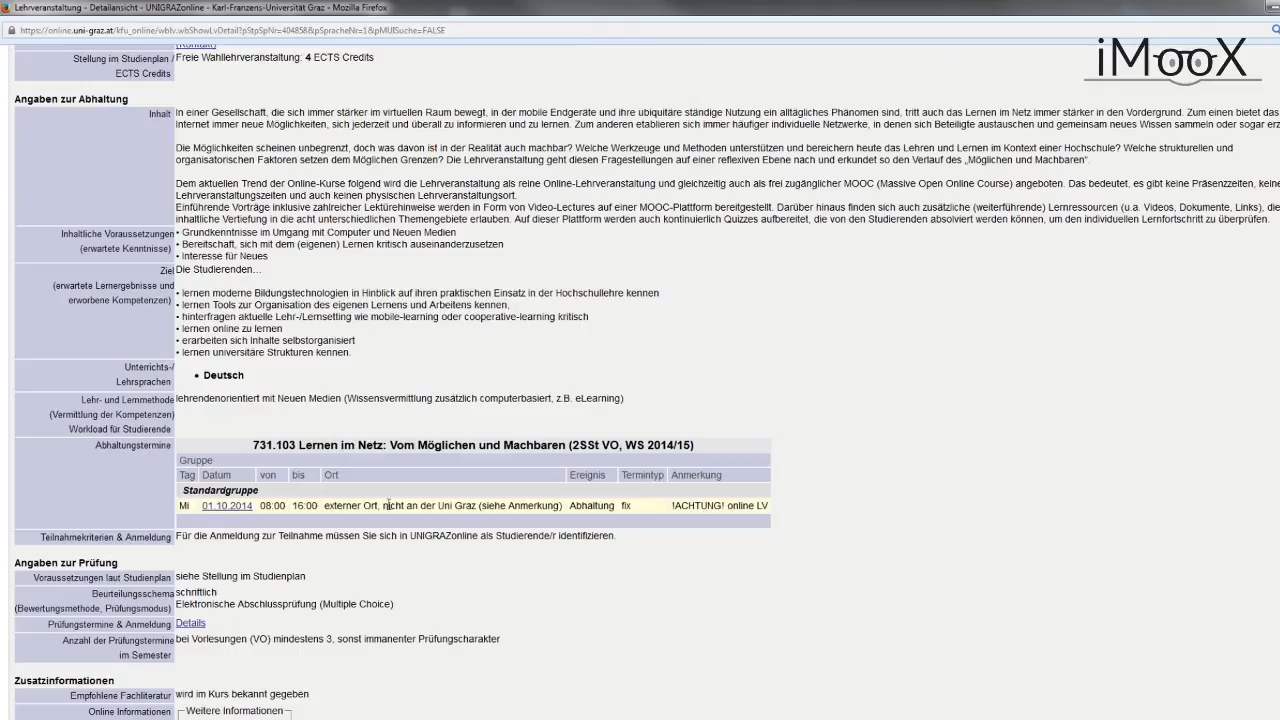 Lehrveranstaltung - Detailansicht - UNIGRAZonline - Karl-Franzens-Universität Graz - Mozilla Firefox
https://online.uni-graz.at/kfu_online/wblv.wbShowLvDetail?pStpSpNr=404858&pSpracheNr=1&pMUISuche=FALSE
iMooX
(Kontakt)
Stellung im Studienplan / Freie Wahllehrveranstaltung: 4 ECTS Credits
ECTS Credits
Angaben zur Abhaltung
Inhalt In einer Gesellschaft, die sich immer stärker im virtuellen Raum bewegt, in der mobile Endgeräte und ihre ubiquitäre ständige Nutzung ein alltägliches Phänomen sind, tritt auch das Lernen im Netz immer stärker in den Vordergrund. Zum einen bietet das
Internet immer neue Möglichkeiten, sich jederzeit und überall zu informieren und zu lernen. Zum anderen etablieren sich immer häufiger individuelle Netzwerke, in denen sich Beteiligte austauschen und gemeinsam neues Wissen sammeln oder sogar
Die Möglichkeiten scheinen unbegrenzt, doch was davon ist in der Realität auch machbar? Welche Werkzeuge und Methoden unterstützen und bereichern heute das Lehren und Lernen im Kontext einer Hochschule? Welche strukturellen und
organisatorischen Faktoren setzen dem Möglichen Grenzen? Die Lehrveranstaltung geht diesen Fragestellungen auf einer reflexiven Ebene nach und erkundet so den Verlauf des „Möglichen und Machbaren".
Dem aktuellen Trend der Online-Kurse folgend wird die Lehrveranstaltung als reine Online-Lehrveranstaltung und gleichzeitig auch als frei zugänglicher MOOC (Massive Open Online Course) angeboten. Das bedeutet, es gibt keine Präsenzzeiten, keine
Lehrveranstaltungszeiten und auch keinen physischen Lehrveranstaltungsort.
Einführende Vorträge inklusive zahlreicher Lektürehinweise werden in Form von Video-Lectures auf einer MOOC-Plattform bereitgestellt. Darüber hinaus finden sich auch zusätzliche (weiterführende) Lernressourcen (u.a. Videos, Dokumente, Links), die
inhaltliche Vertiefung in die acht unterschiedlichen Themengebiete erlauben. Auf dieser Plattform werden auch kontinuierlich Quizzes aufbereitet, die von den Studierenden absolviert werden können, um den individuellen Lernfortschritt zu überprüfen.
Inhaltliche Voraussetzungen • Grundkenntnisse im Umgang mit Computer und Neuen Medien
(erwartete Kenntnisse) • Bereitschaft, sich mit dem (eigenen) Lernen kritisch auseinanderzusetzen
• Interesse für Neues
Ziel Die Studierenden…
(erwartete Lernergebnisse und
erworbene Kompetenzen) • lernen moderne Bildungstechnologien in Hinblick auf ihren praktischen Einsatz in der Hochschullehre kennen
• lernen Tools zur Organisation des eigenen Lernens und Arbeitens kennen,
• hinterfragen aktuelle Lehr-/Lernsetting wie mobile-learning oder cooperative-learning kritisch
• lernen online zu lernen
• erarbeiten sich Inhalte selbstorganisiert
• lernen universitäre Strukturen kennen.
Unterrichts-/
Lehrsprachen • Deutsch
Lehr- und Lernmethode lehrendenorientiert mit Neuen Medien (Wissensvermittlung zusätzlich computerbasiert, z.B. eLearning)
(Vermittlung der Kompetenzen)
Workload für Studierende
Abhaltungstermine 731.103 Lernen im Netz: Vom Möglichen und Machbaren (2SSt VO, WS 2014/15)
Gruppe
Tag Datum von bis Ort Ereignis Termintyp Anmerkung
Standardgruppe
Mi 01.10.2014 08:00 16:00 externer Ort, nicht an der Uni Graz (siehe Anmerkung) Abhaltung fix !ACHTUNG! online LV
Teilnahmekriterien & Anmeldung Für die Anmeldung zur Teilnahme müssen Sie sich in UNIGRAZonline als Studierende/r identifizieren.
Angaben zur Prüfung
Voraussetzungen laut Studienplan siehe Stellung im Studienplan
Beurteilungsschema schriftlich
(Bewertungsmethode, Prüfungsmodus) Elektronische Abschlussprüfung (Multiple Choice)
Prüfungstermine & Anmeldung Details
Anzahl der Prüfungstermine bei Vorlesungen (VO) mindestens 3, sonst immanenter Prüfungscharakter
im Semester
Zusatzinformationen
Empfohlene Fachliteratur wird im Kurs bekannt gegeben
Online Informationen Weitere Informationen